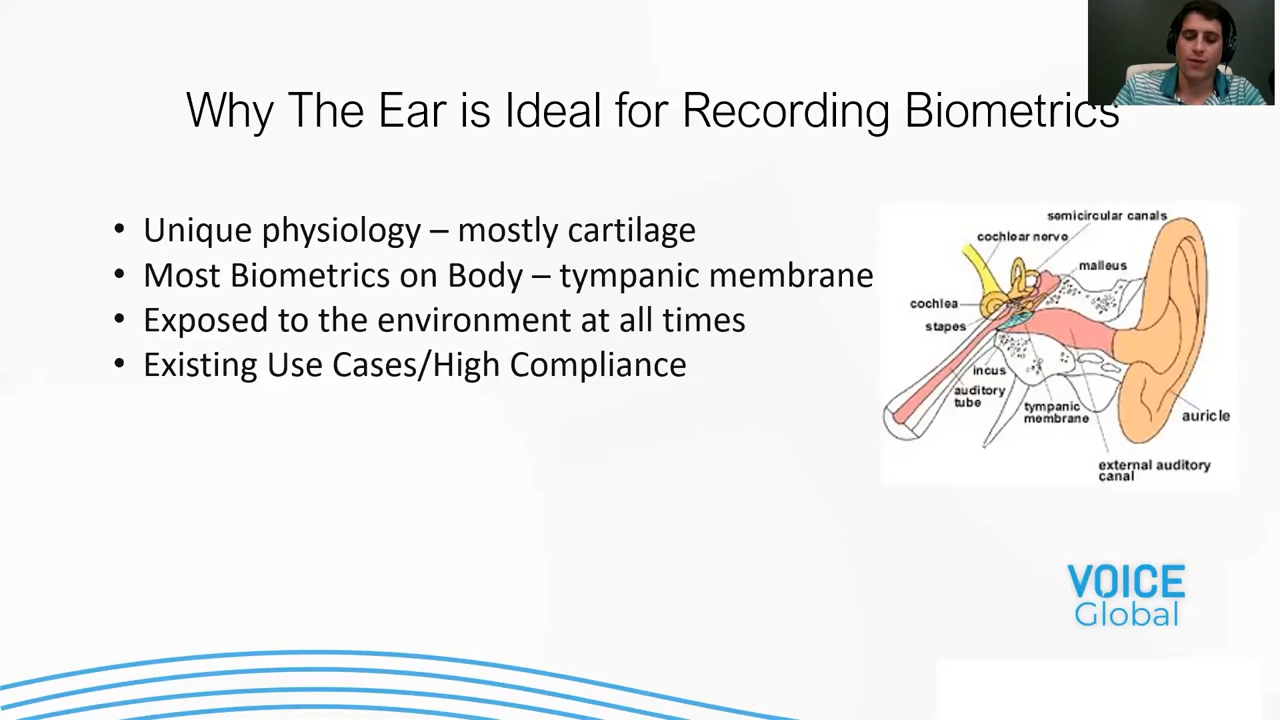 Why The Ear is Ideal for Recording Biometrics
• Unique physiology – mostly cartilage
• Most Biometrics on Body – tympanic membrane
• Exposed to the environment at all times
• Existing Use Cases/High Compliance
semicircular canals
cochlear nerve
malleus
cochlea
stapes
incus
auditory
tube
tympanic
membrane
auricle
external auditory
canal
VOICE
Global